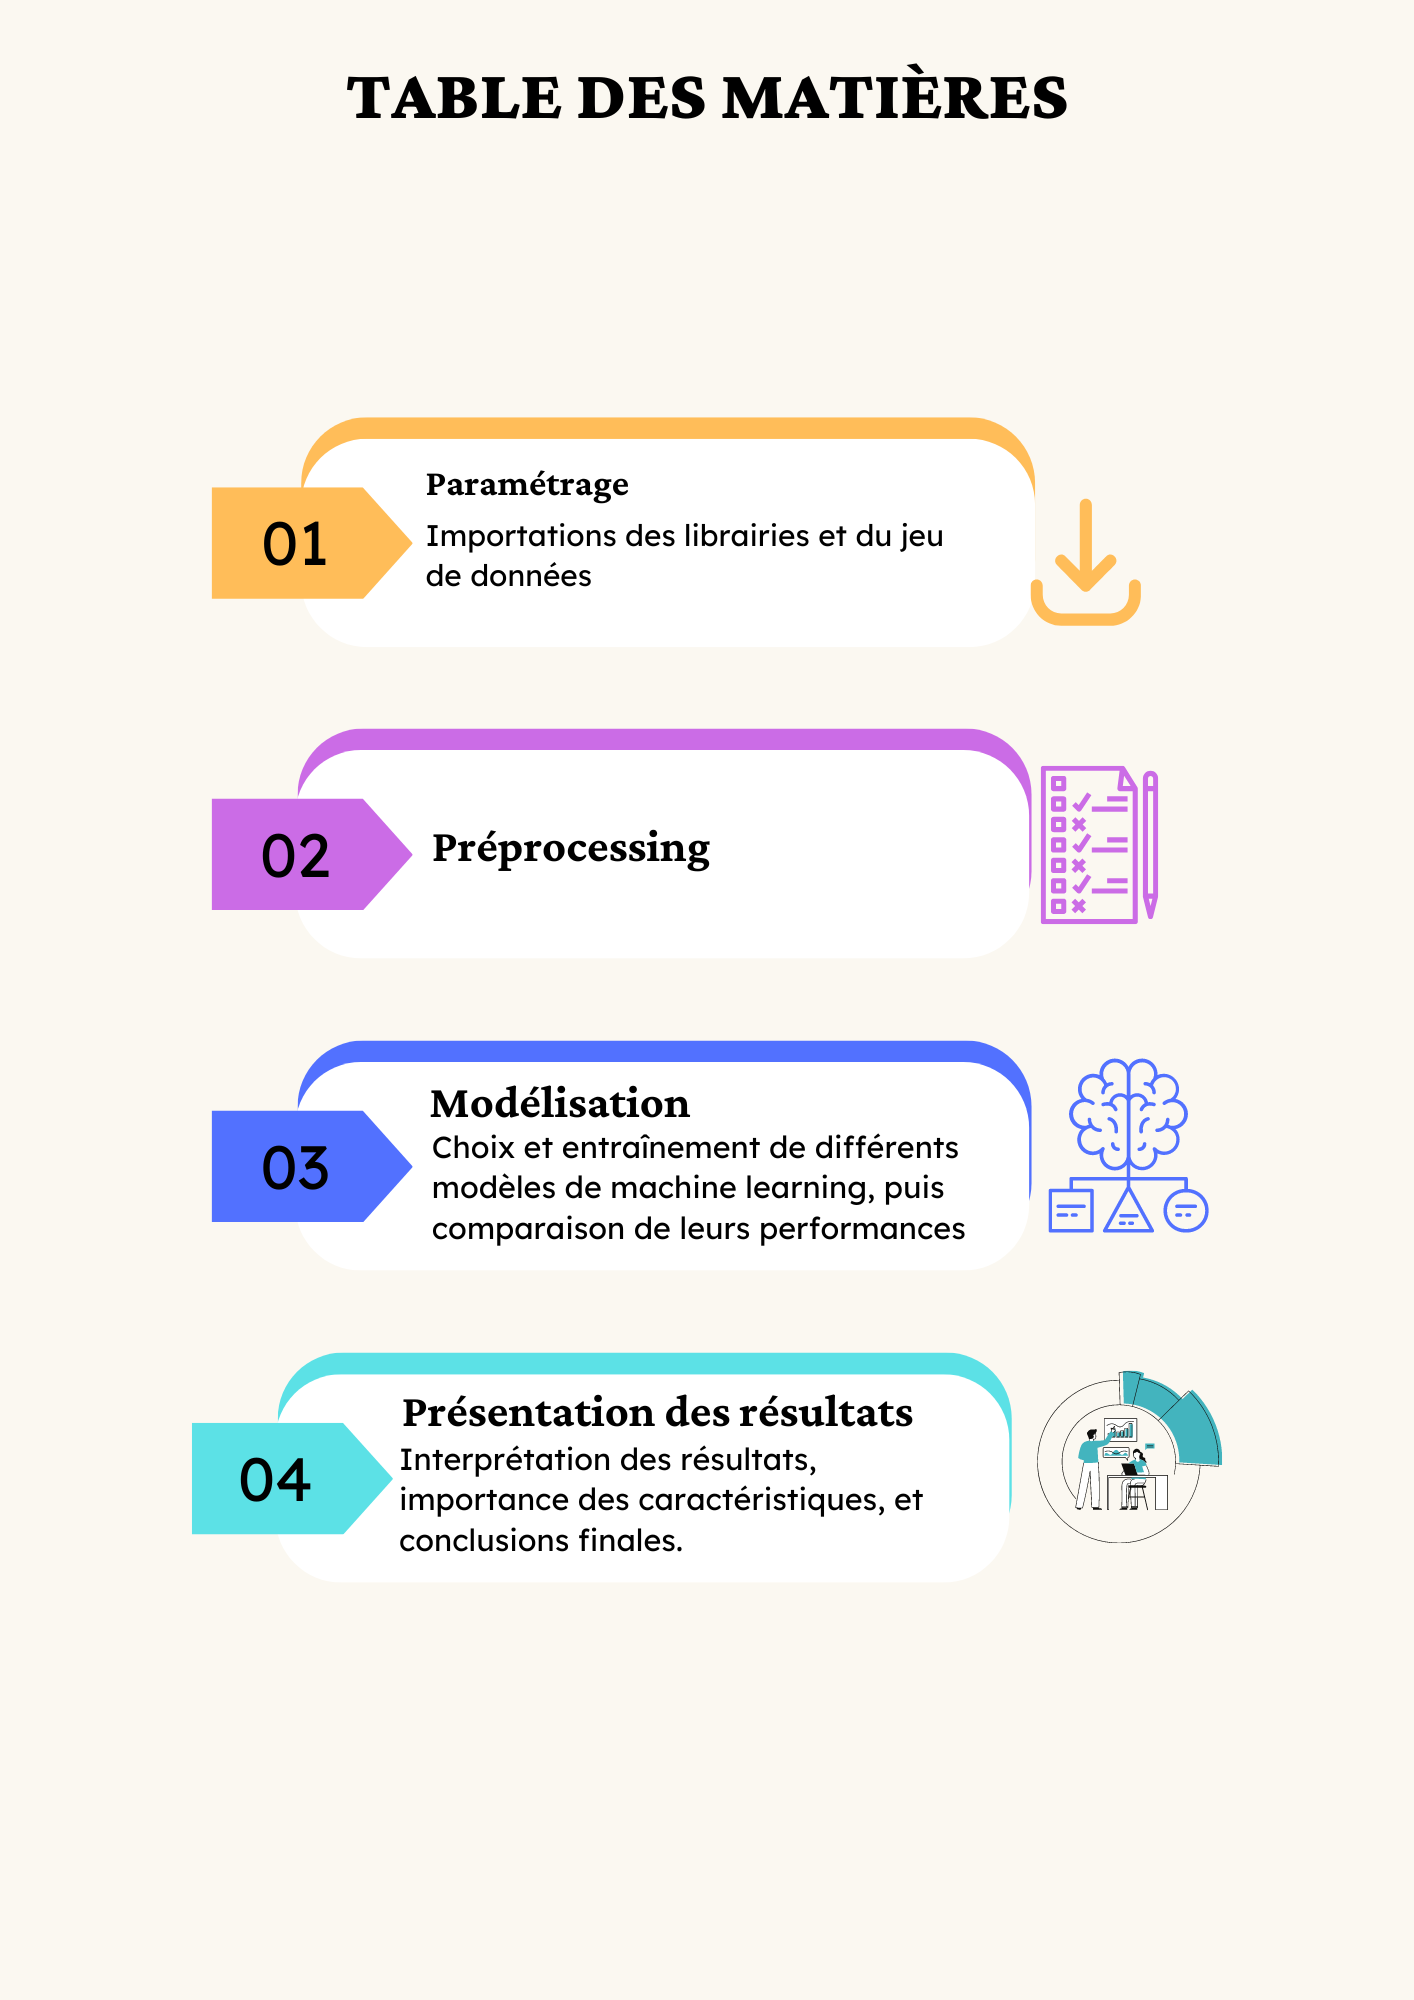 TABLE DES MATIÈRES
01
Paramétrage
Importations des librairies et du jeu
de données
02
Préprocessing
03
Modélisation
Choix et entraînement de différents
modèles de machine learning, puis
comparaison de leurs performances
04
Présentation des résultats
Interprétation des résultats,
importance des caractéristiques, et
conclusions finales.